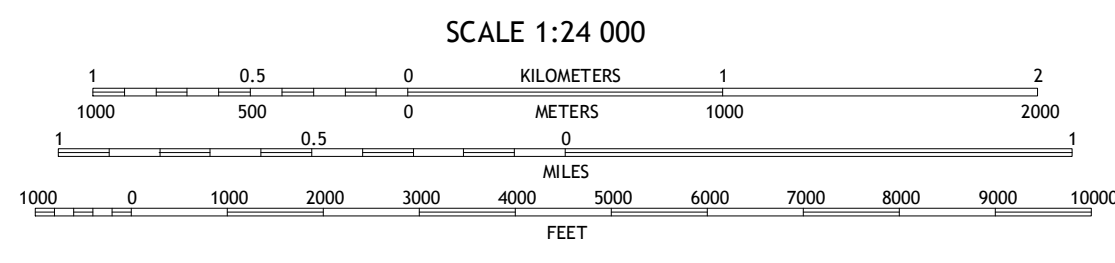 SCALE 1:24 000
1 0.5 0 KILOMETERS 1 2
1000 500 0 METERS 1000 2000
1 0.5 0 1
MILES
1000 0 1000 2000 3000 4000 5000 6000 7000 8000 9000 10000
FEET